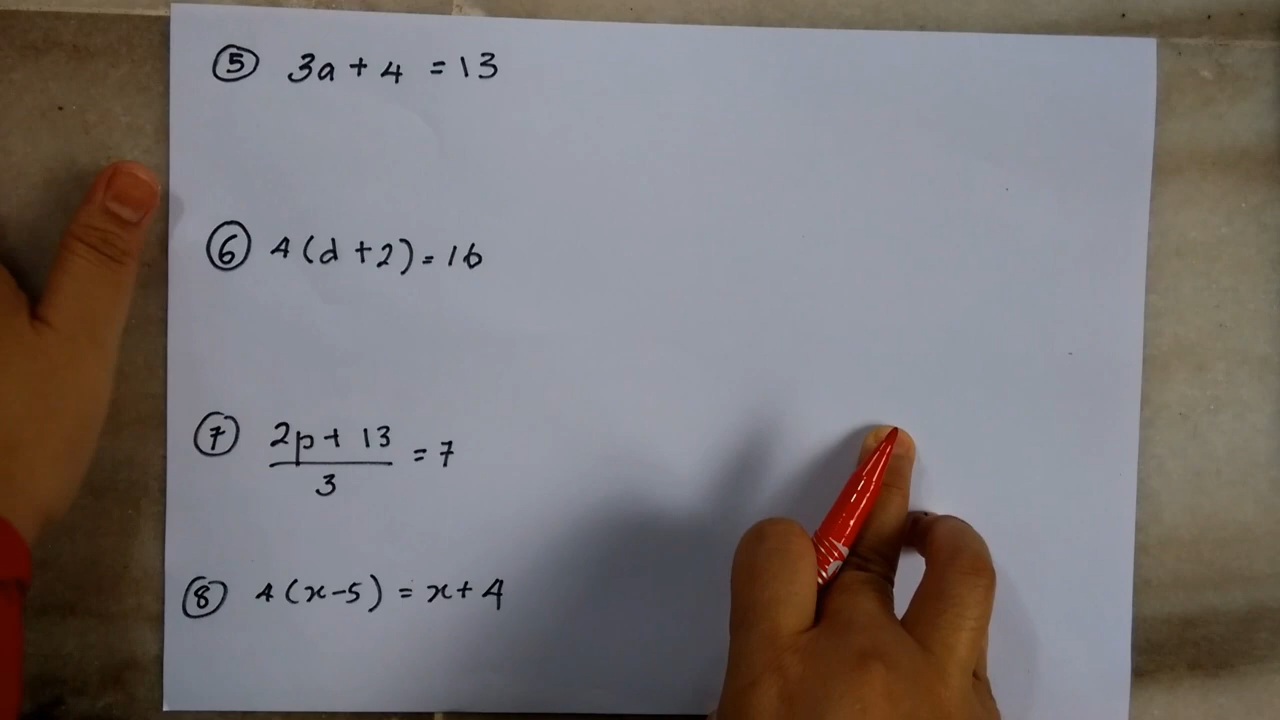 ⑤ 3a + 4 = 13
⑥ 4(d + 2) = 16
⑦ 2p + 13 / 3 = 7
⑧ 4(x - 5) = x + 4